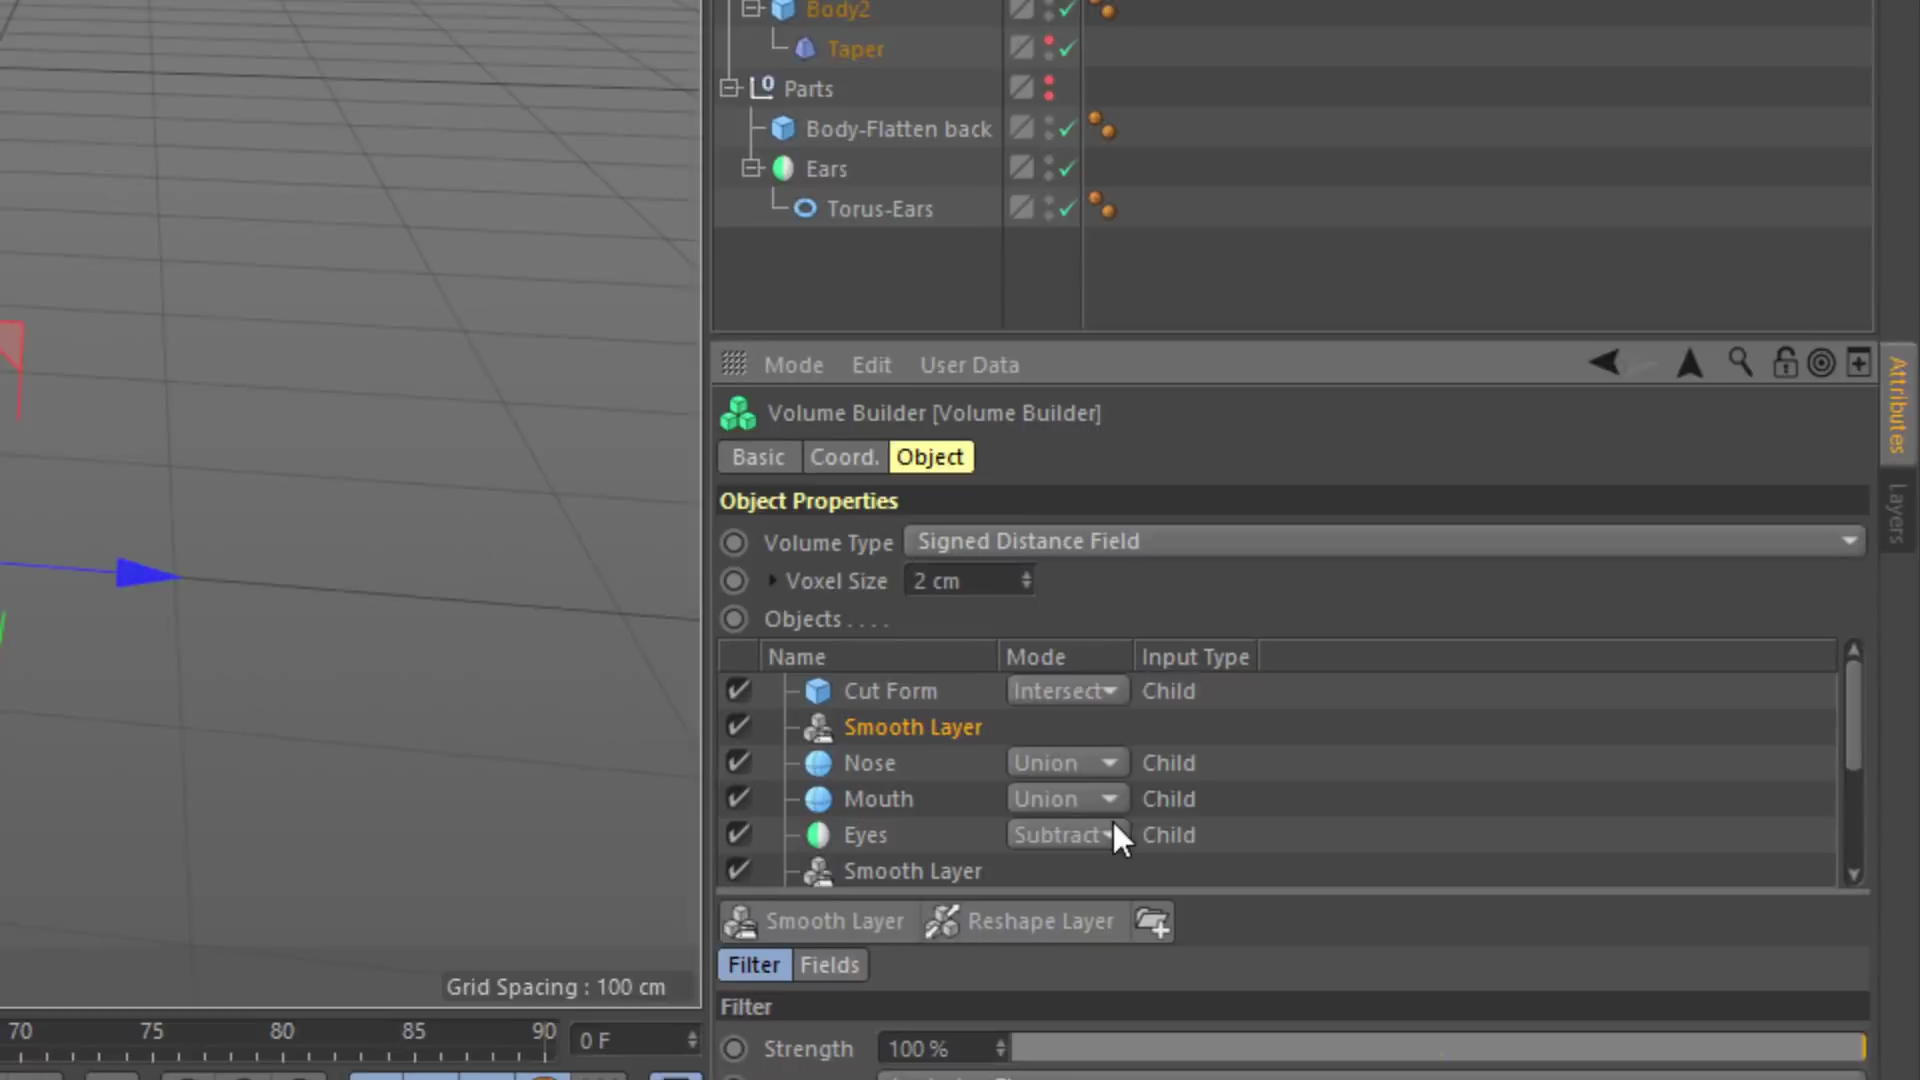 Body2
Taper
Parts
Body-Flatten back
Ears
Torus-Ears
Mode Edit User Data
Volume Builder [Volume Builder]
Basic Coord. Object
Object Properties
Volume Type Signed Distance Field
Voxel Size 2 cm
Objects . . . .
Name Mode Input Type
Cut Form Intersect Child
Smooth Layer
Nose Union Child
Mouth Union Child
Eyes Subtract Child
Smooth Layer
Smooth Layer Reshape Layer
Filter Fields
Filter
Strength 100 %
Attributes
Layers
Grid Spacing : 100 cm
70 75 80 85 90 0 F